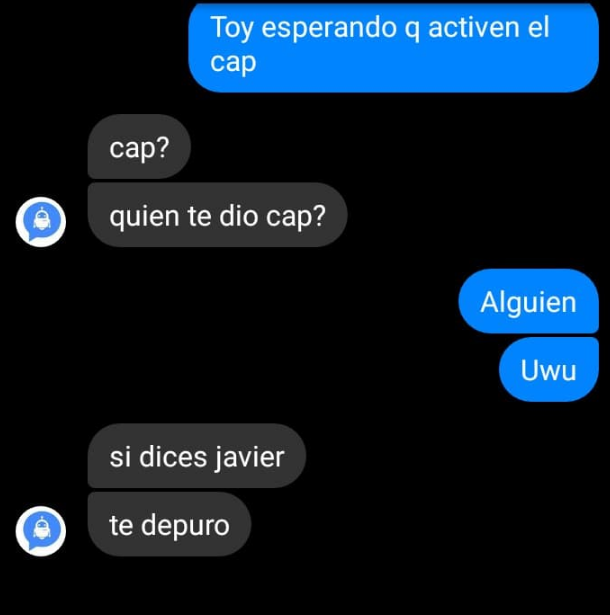 Toy esperando q activen el
cap
cap?
quien te dio cap?
Alguien
Uwu
si dices javier
te depuro